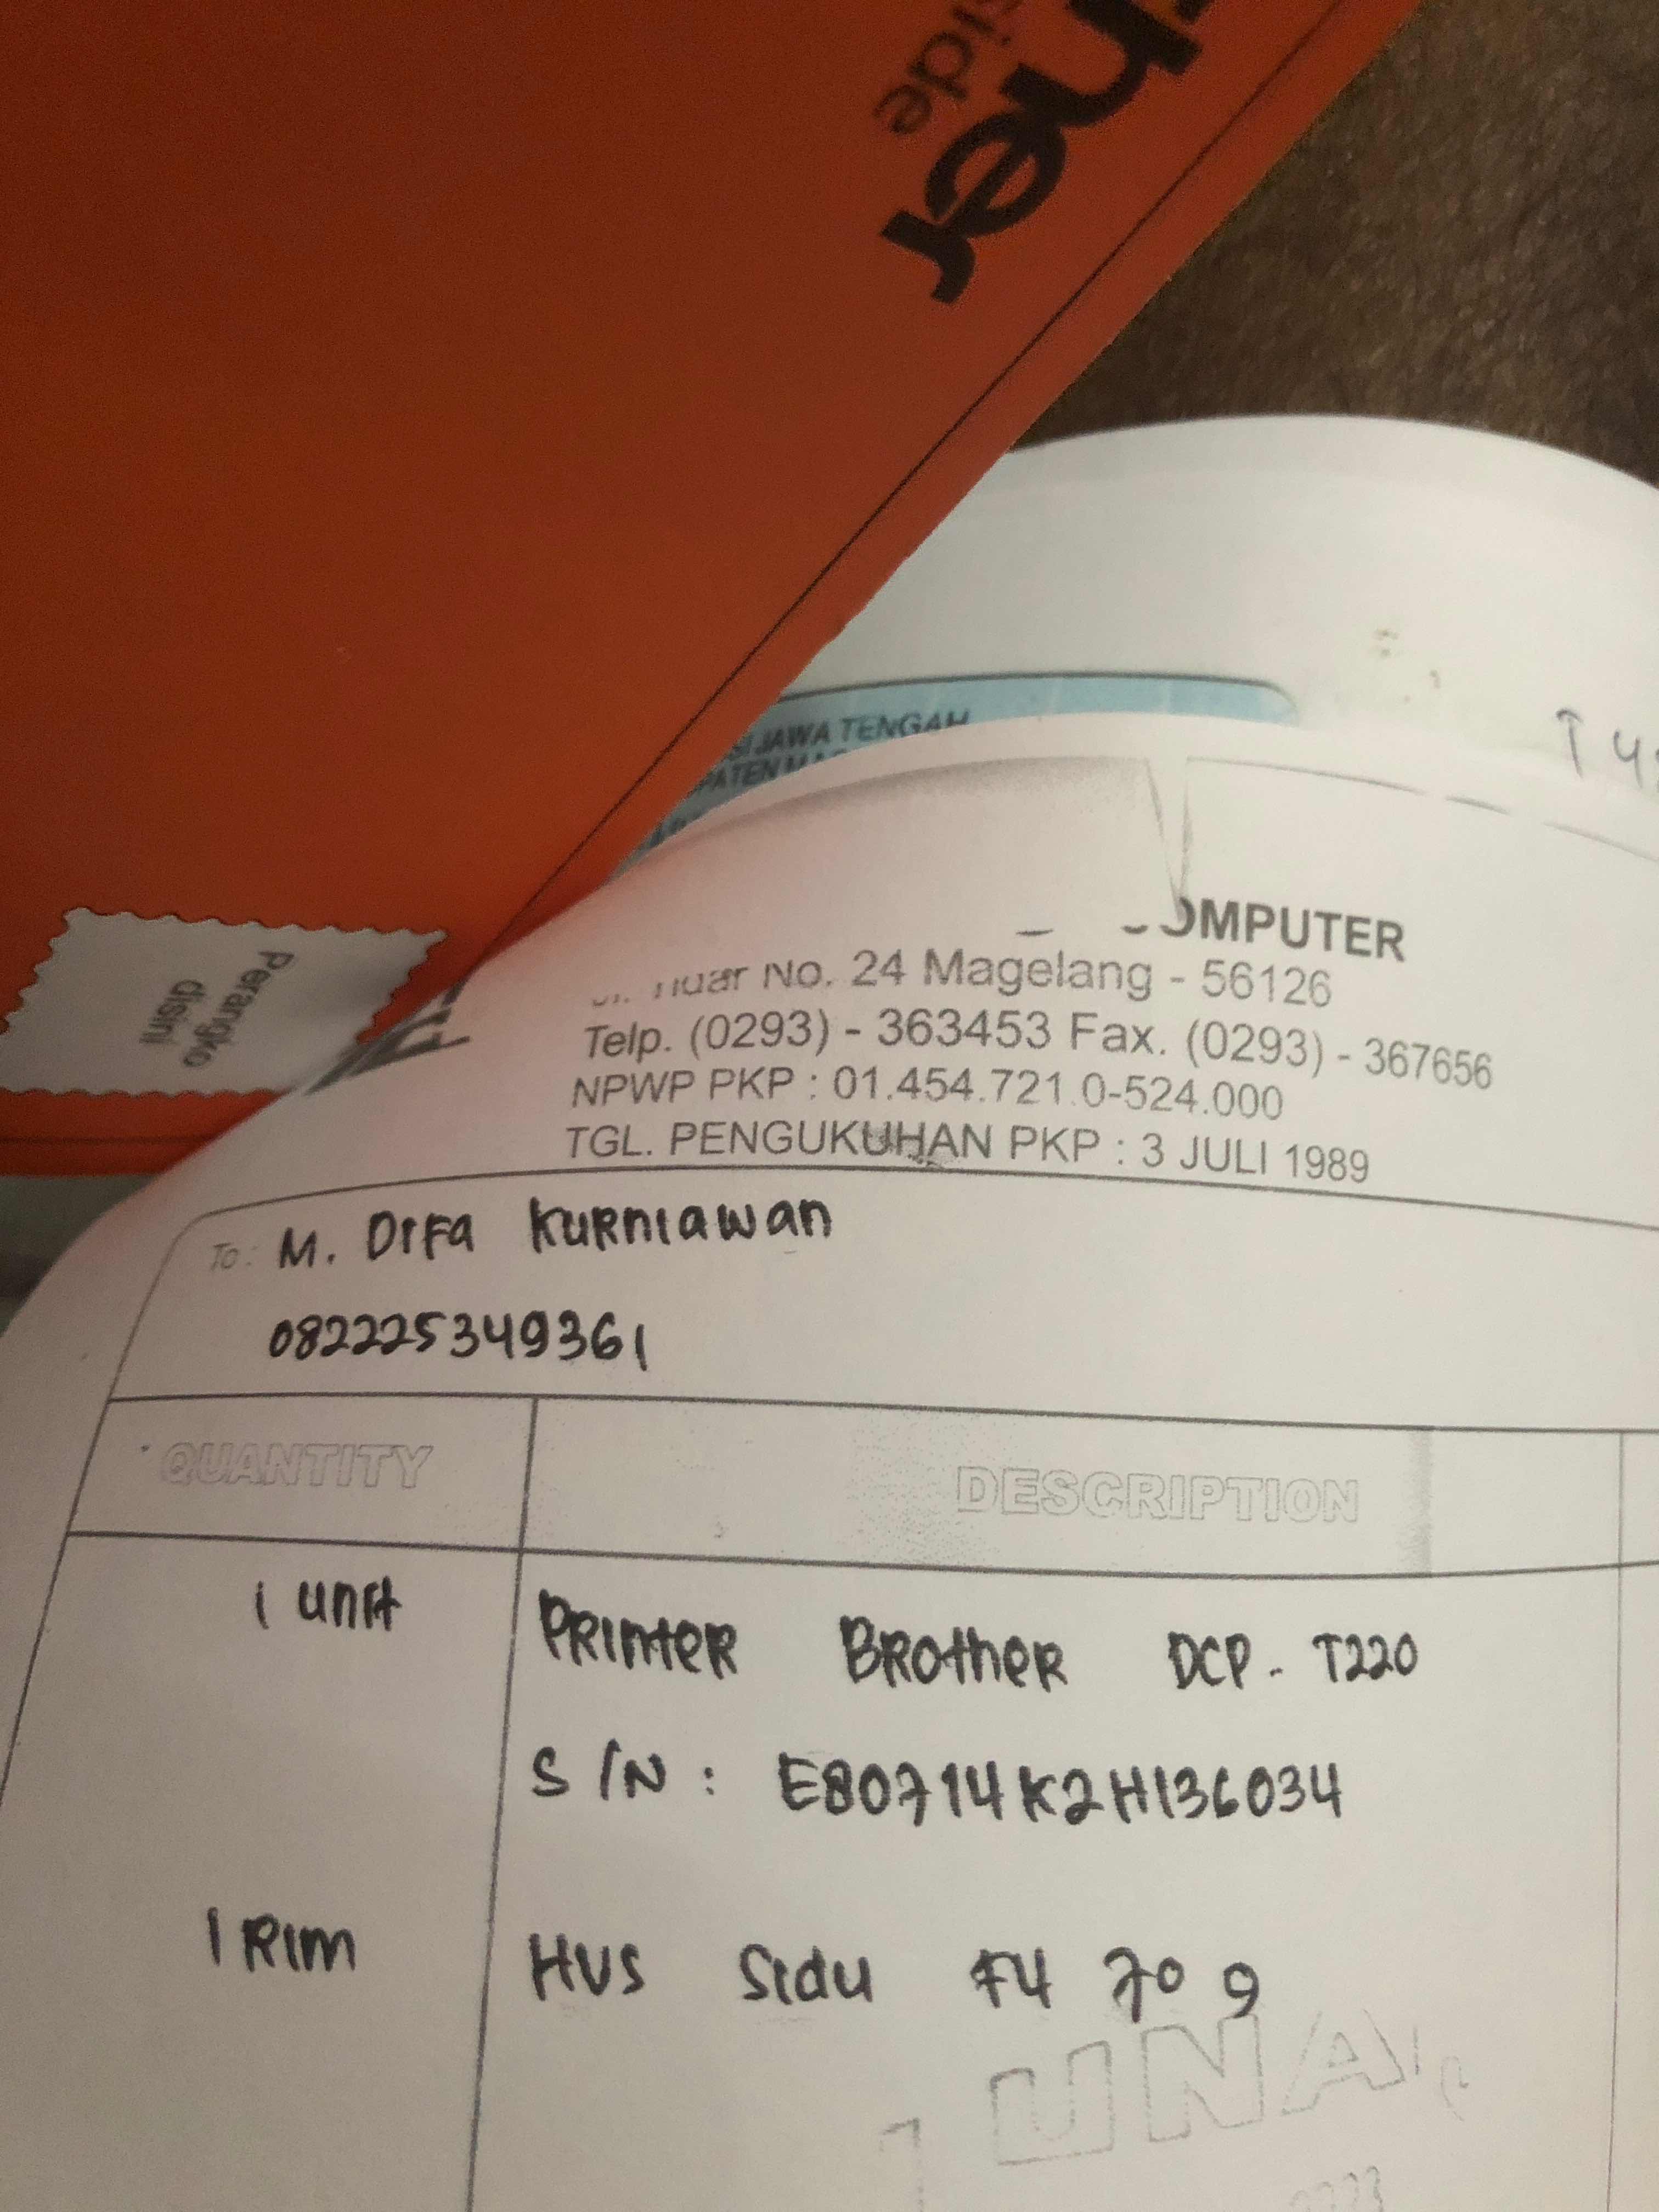 JAWA TENGAH
OMPUTER
No. 24 Magelang - 56126
Telp. (0293) - 363453 Fax. (0293) - 367656
NPWP PKP : 01.454.721.0-524.000
TGL. PENGUKUHAN PKP : 3 JULI 1989
To: M. Difa Kurniawan
082225349361
QUANTITY DESCRIPTION
1 unit Printer Brother DCP - T220
S/N : E80714K2H136034
1 Rim HVS Sidu F4 70 g
UNA
her
side
Perangko
disini